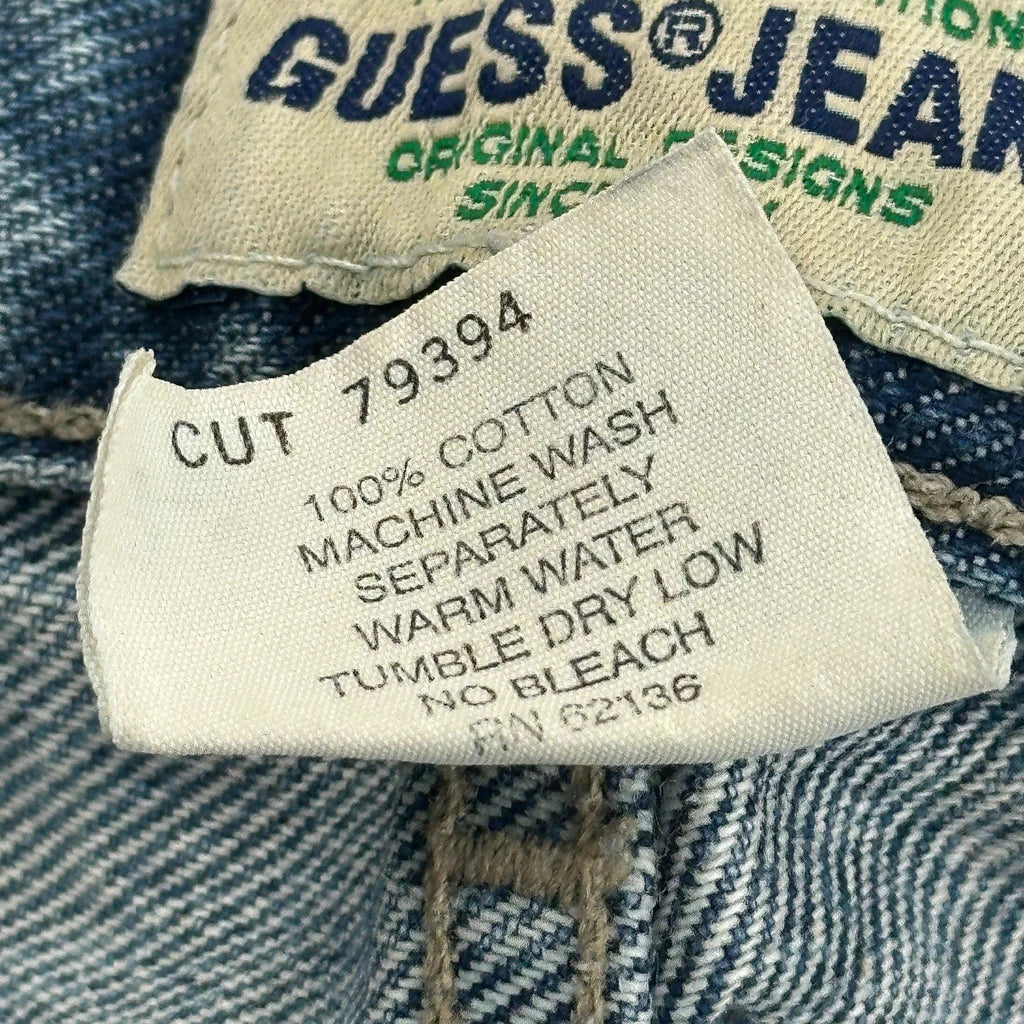 GUESS® JEAN
ORIGINAL DESIGNS
CUT 79394
100% COTTON
MACHINE WASH
SEPARATELY
WARM WATER
TUMBLE DRY LOW
NO BLEACH
RN 62136